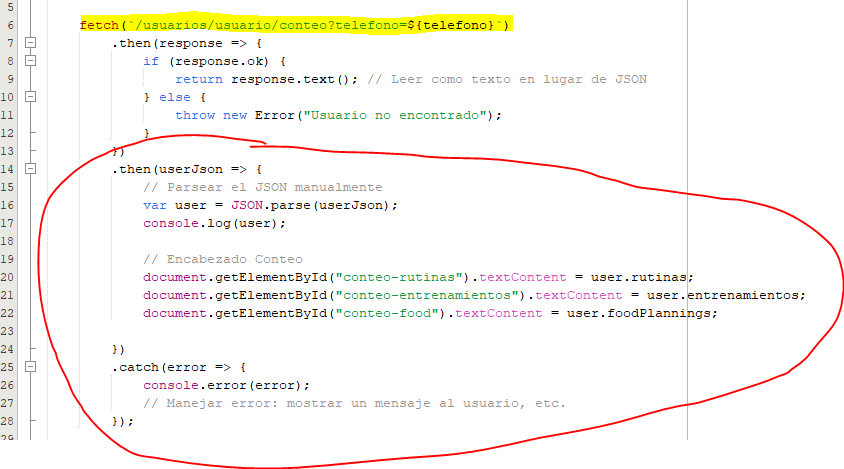 5
6 fetch(`/usuarios/usuario/conteo?telefono=${telefono}`)
7 .then(response => {
8 if (response.ok) {
9 return response.text(); // Leer como texto en lugar de JSON
10 } else {
11 throw new Error("Usuario no encontrado");
12 }
13 })
14 .then(userJson => {
15 // Parsear el JSON manualmente
16 var user = JSON.parse(userJson);
17 console.log(user);
18
19 // Encabezado Conteo
20 document.getElementById("conteo-rutinas").textContent = user.rutinas;
21 document.getElementById("conteo-entrenamientos").textContent = user.entrenamientos;
22 document.getElementById("conteo-food").textContent = user.foodPlannings;
23
24 })
25 .catch(error => {
26 console.error(error);
27 // Manejar error: mostrar un mensaje al usuario, etc.
28 });
29